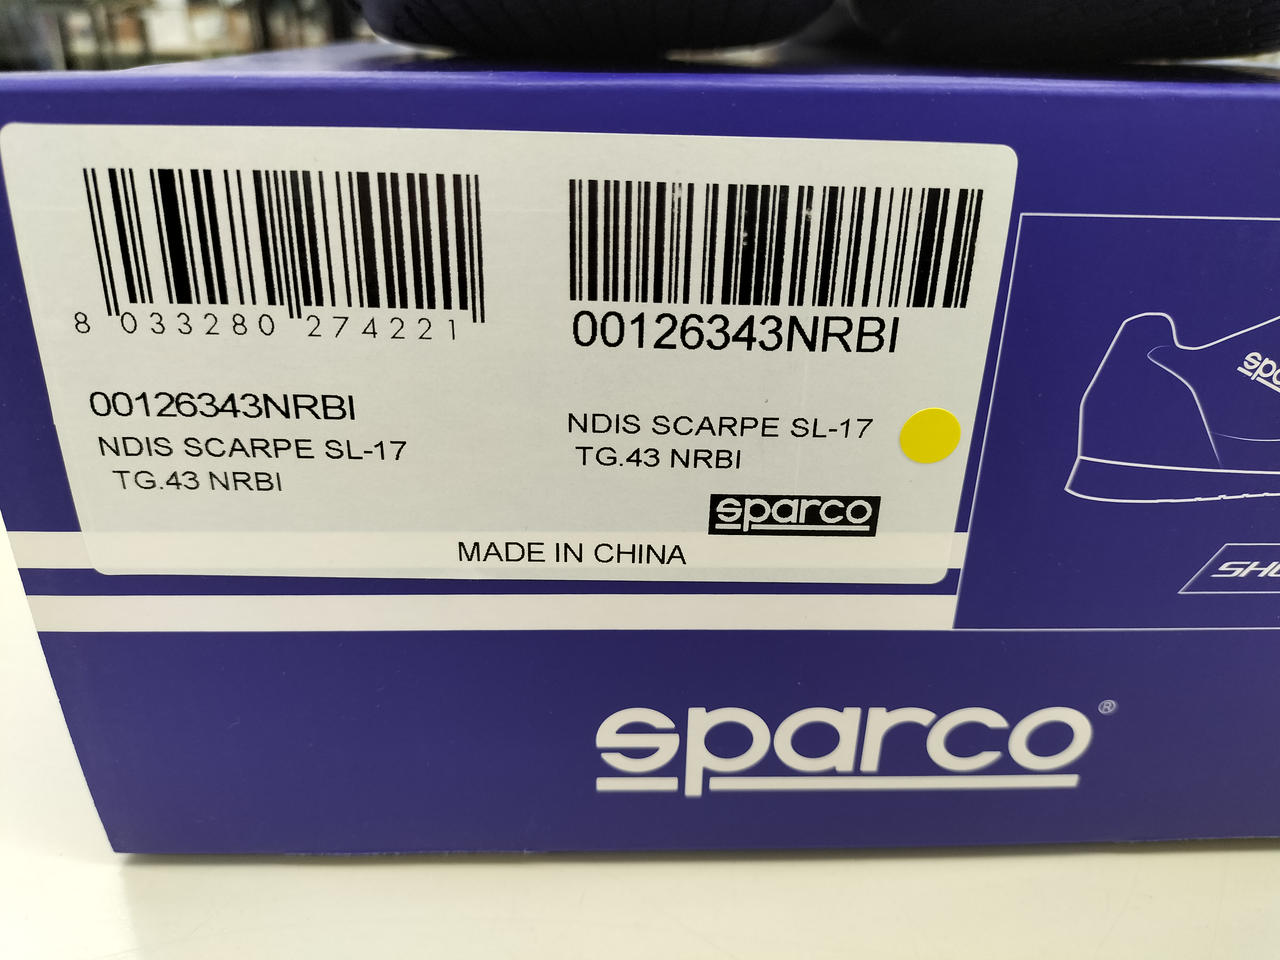 8 033280 274221
00126343NRBI
00126343NRBI
NDIS SCARPE SL-17
TG.43 NRBI
NDIS SCARPE SL-17
TG.43 NRBI
sparco
MADE IN CHINA
sparco®